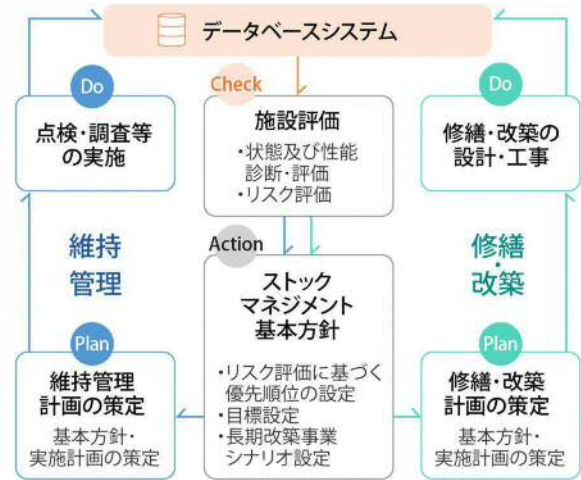 データベースシステム
Do
点検・調査等
の実施
Check
施設評価
・状態及び性能
診断・評価
・リスク評価
Do
修繕・改築の
設計・工事
維持
管理
修繕
・
改築
Action
ストック
マネジメント
基本方針
・リスク評価に基づく
優先順位の設定
・目標設定
・長期改築事業
シナリオ設定
Plan
維持管理
計画の策定
基本方針・
実施計画の策定
Plan
修繕・改築
計画の策定
基本方針・
実施計画の策定